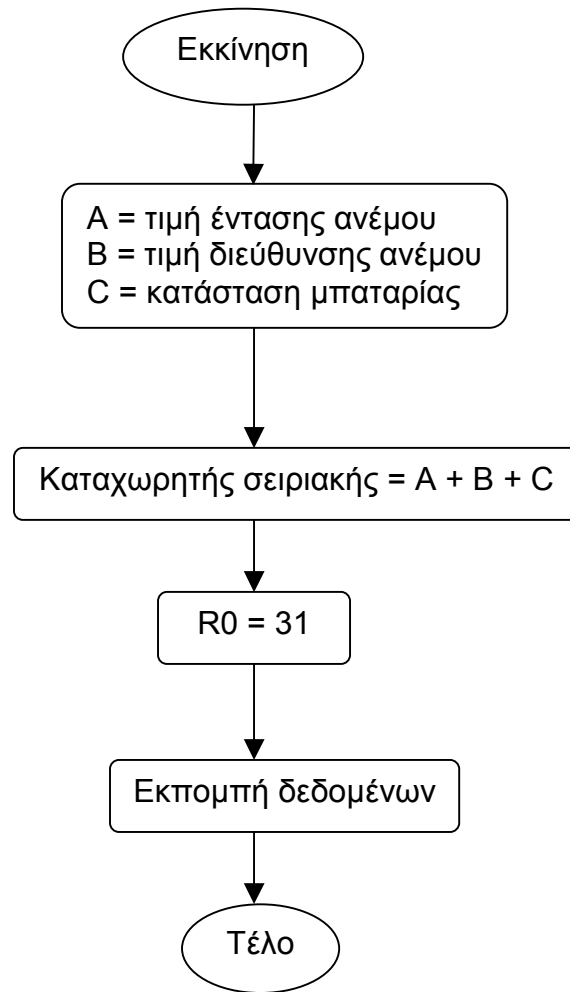 Εκκίνηση
Α = τιμή έντασης ανέμου
Β = τιμή διεύθυνσης ανέμου
C = κατάσταση μπαταρίας
Καταχωρητής σειριακής = Α + Β + C
R0 = 31
Εκπομπή δεδομένων
Τέλο